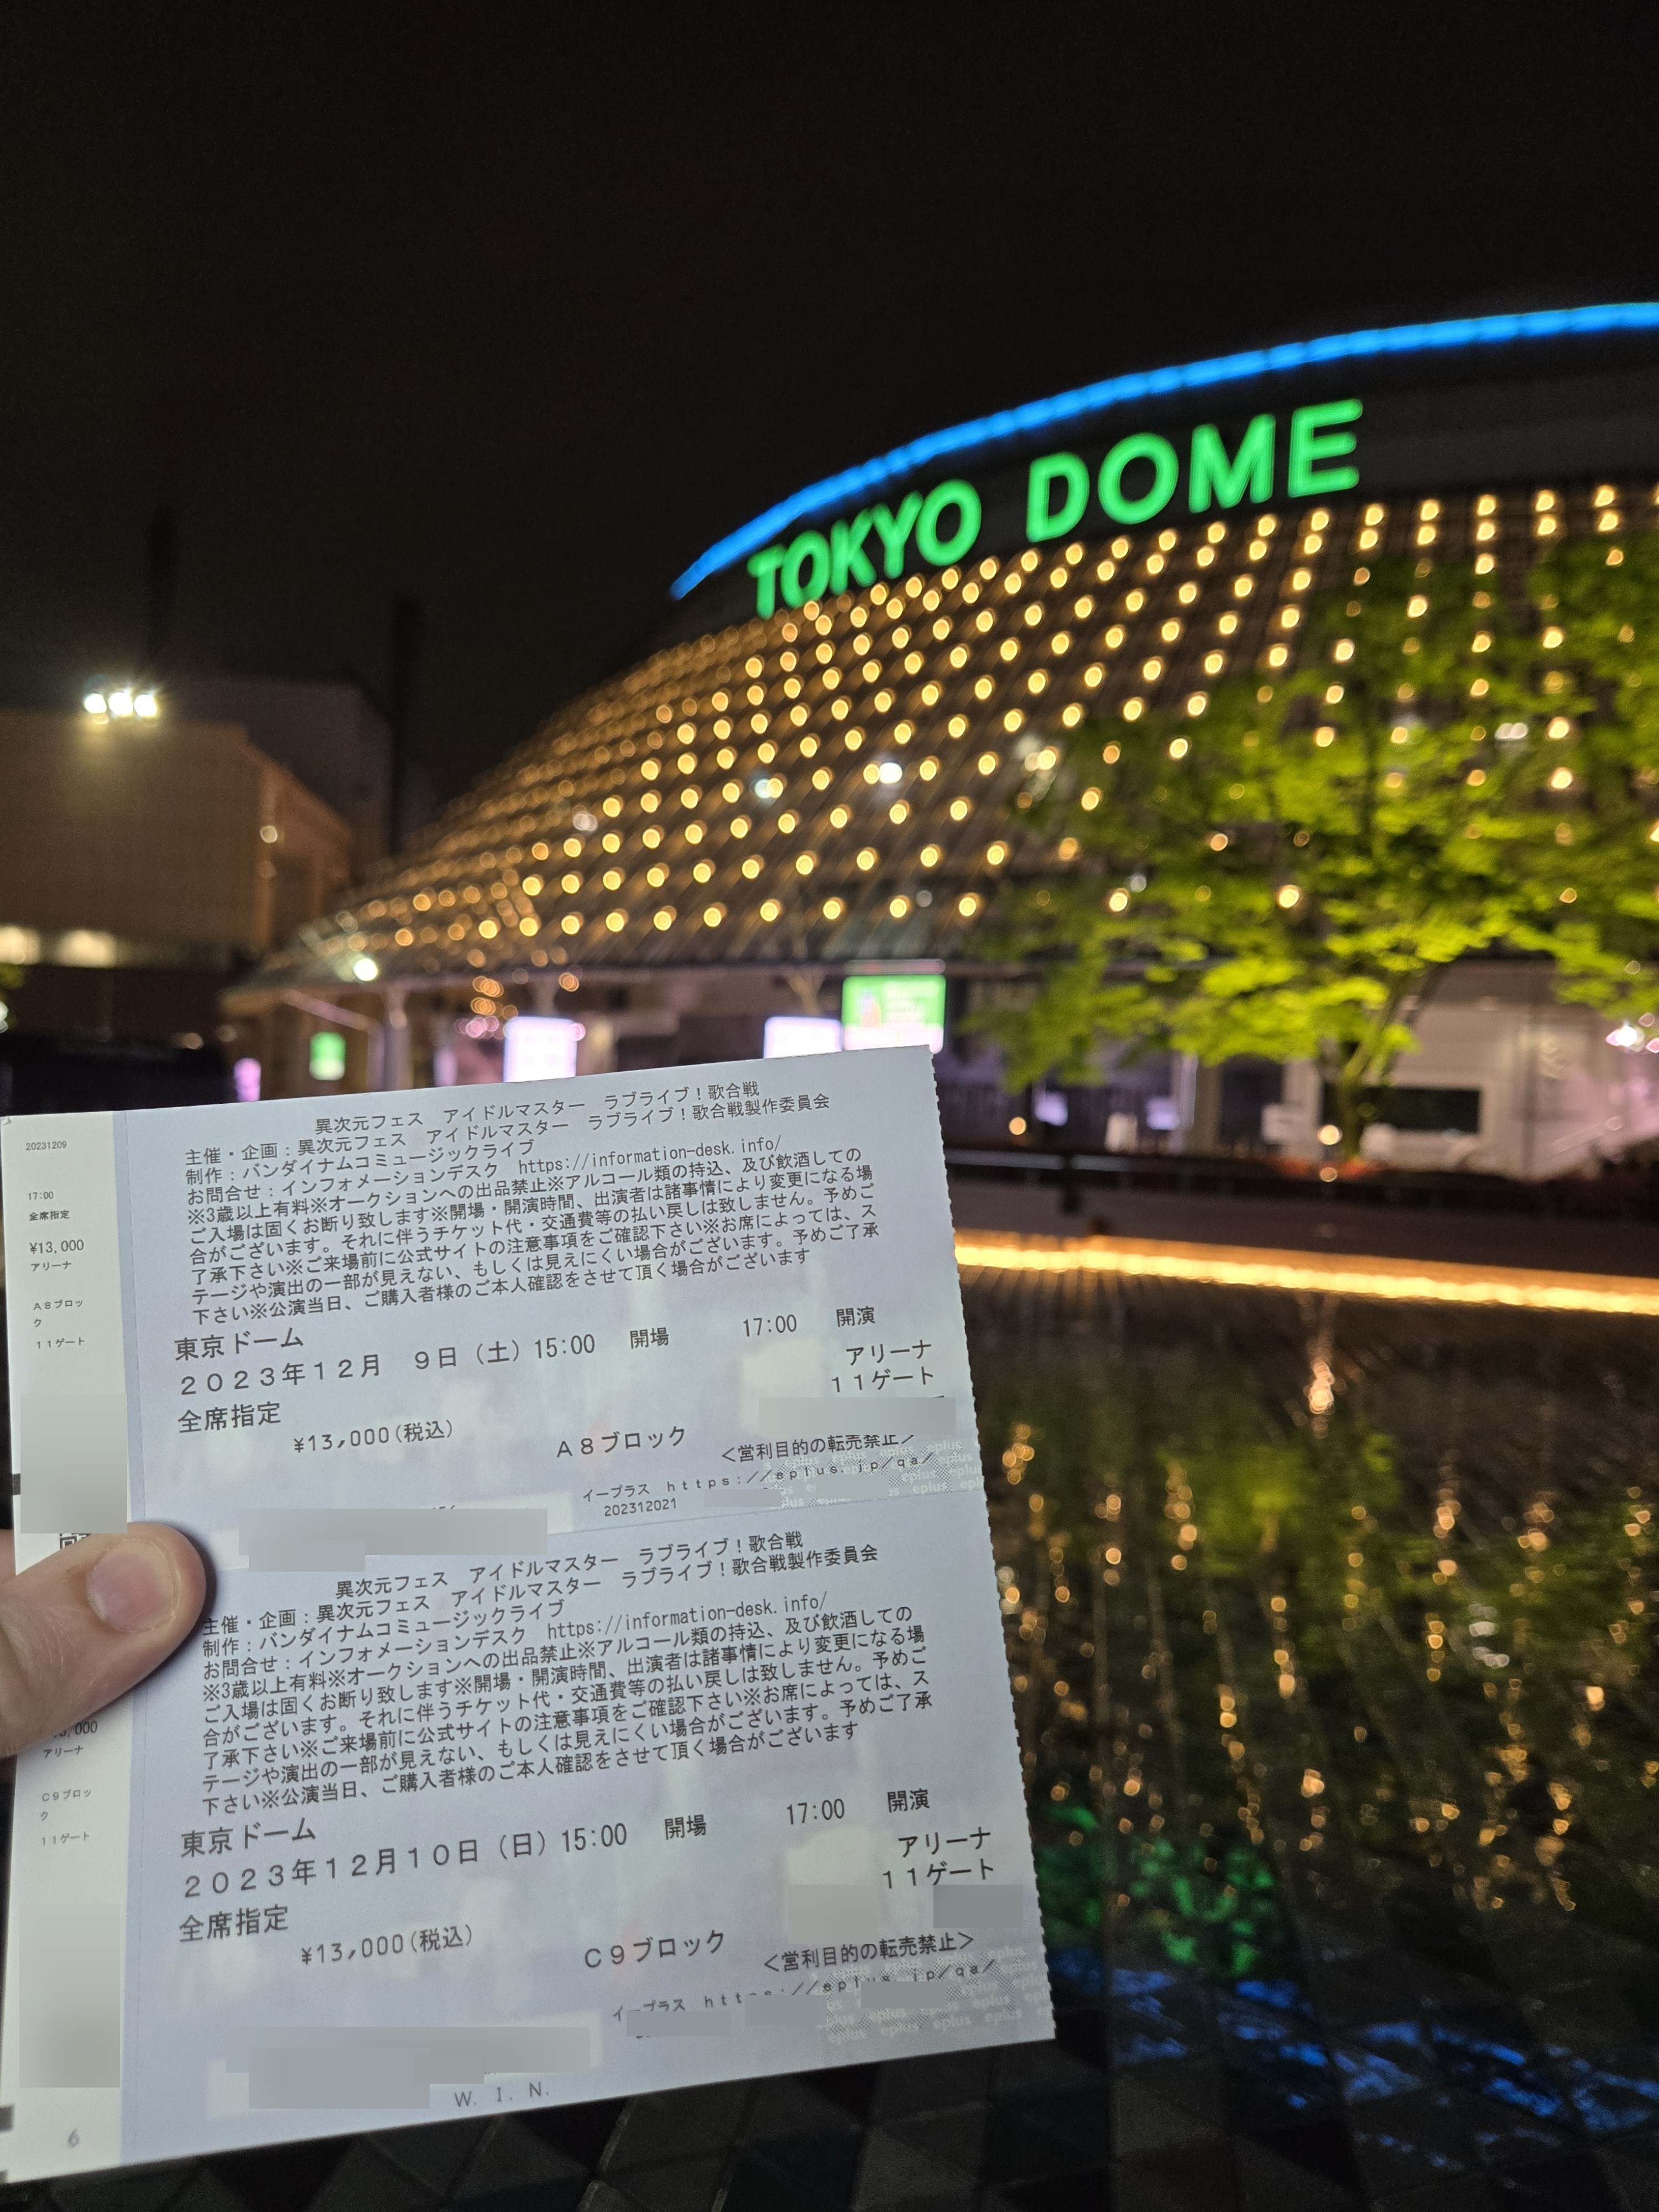 TOKYO DOME
20231209
17:00
全席指定
¥13,000
アリーナ
A8ブロッ
ク
11ゲート
異次元フェス　アイドルマスター　ラブライブ！歌合戦
主催・企画：異次元フェス　アイドルマスター　ラブライブ！歌合戦製作委員会
制作：バンダイナムコミュージックライブ
お問合せ：インフォメーションデスク　https://information-desk.info/
※3歳以上有料※オークションへの出品禁止※アルコール類の持込、及び飲酒しての
ご入場は固くお断り致します※開場・開演時間、出演者は諸事情により変更になる場
合がございます。それに伴うチケット代・交通費等の払い戻しは致しません。予めご
了承下さい※ご来場前に公式サイトの注意事項をご確認下さい※お席によっては、ス
テージや演出の一部が見えない、もしくは見えにくい場合がございます。予めご了承
下さい※公演当日、ご購入者様のご本人確認をさせて頂く場合がございます
東京ドーム
2023年12月　9日（土）15:00　開場　17:00　開演
アリーナ
11ゲート
全席指定
¥13,000(税込)
A8ブロック
＜営利目的の転売禁止＞
イープラス　https://eplus.jp/qa/
202312021
異次元フェス　アイドルマスター　ラブライブ！歌合戦
主催・企画：異次元フェス　アイドルマスター　ラブライブ！歌合戦製作委員会
制作：バンダイナムコミュージックライブ
お問合せ：インフォメーションデスク　https://information-desk.info/
※3歳以上有料※オークションへの出品禁止※アルコール類の持込、及び飲酒しての
ご入場は固くお断り致します※開場・開演時間、出演者は諸事情により変更になる場
合がございます。それに伴うチケット代・交通費等の払い戻しは致しません。予めご
了承下さい※ご来場前に公式サイトの注意事項をご確認下さい※お席によっては、ス
テージや演出の一部が見えない、もしくは見えにくい場合がございます。予めご了承
下さい※公演当日、ご購入者様のご本人確認をさせて頂く場合がございます
アリーナ
C9ブロッ
ク
11ゲート
東京ドーム
2023年12月10日（日）15:00　開場　17:00　開演
アリーナ
11ゲート
全席指定
¥13,000(税込)
C9ブロック
＜営利目的の転売禁止＞
イープラス　https://eplus.jp/qa/
W. I. N.
6